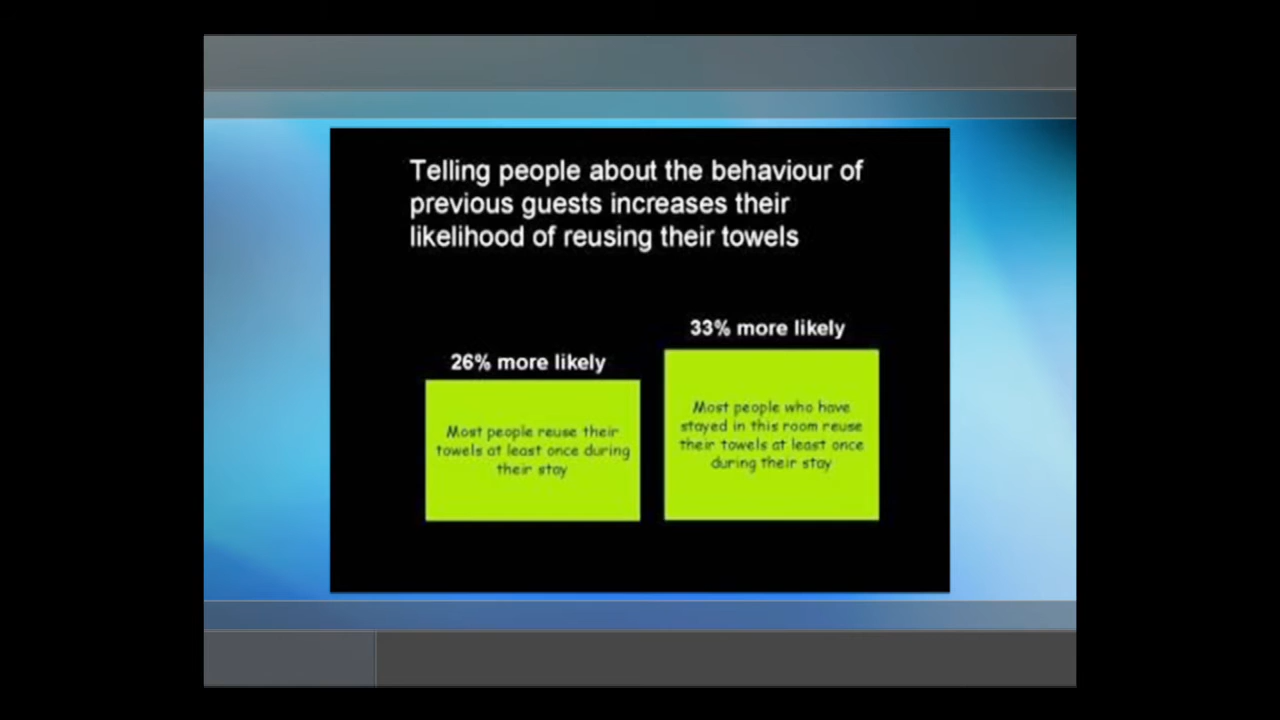 Telling people about the behaviour of
previous guests increases their
likelihood of reusing their towels
26% more likely
Most people reuse their
towels at least once during
their stay
33% more likely
Most people who have
stayed in this room reuse
their towels at least once
during their stay